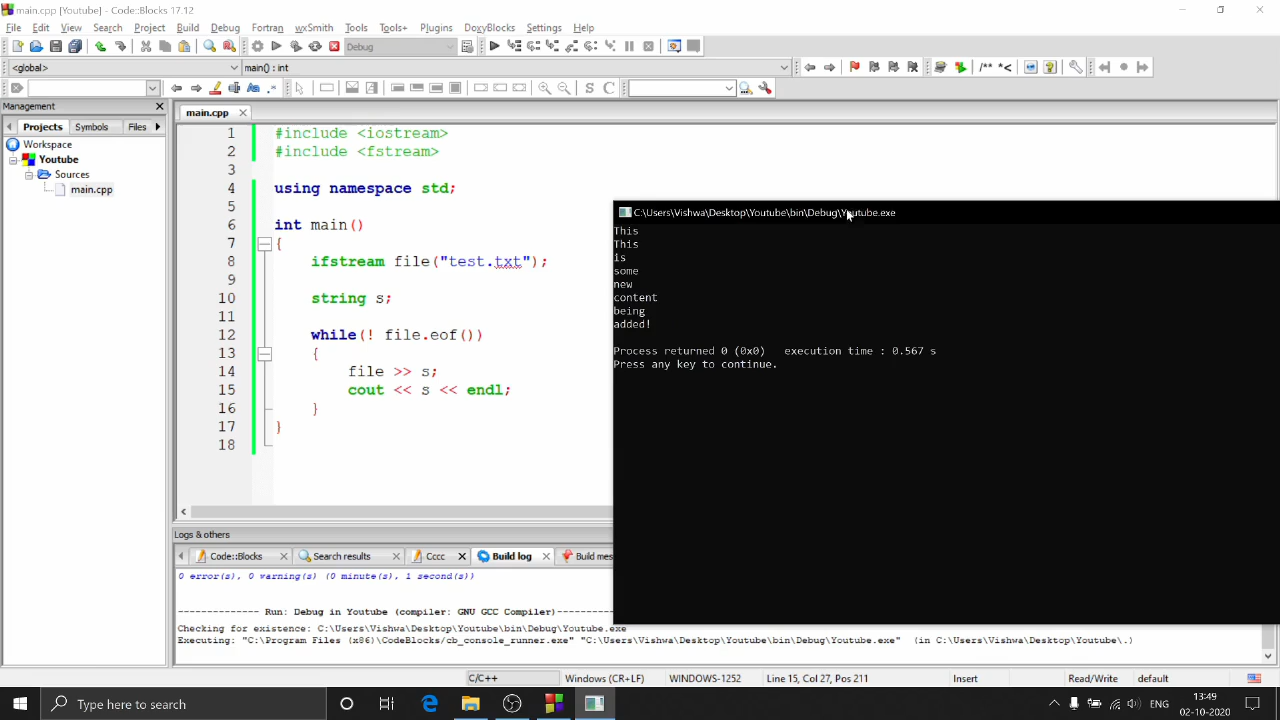 main.cpp [Youtube] - Code::Blocks 17.12
File Edit View Search Project Build Debug Fortran wxSmith Tools Tools+ Plugins DoxyBlocks Settings Help
Debug
<global> main() : int
/** *<
S C
Management
Projects Symbols Files
main.cpp
Workspace
Youtube
Sources
main.cpp
1 #include <iostream>
2 #include <fstream>
3
4 using namespace std;
5
6 int main()
7 {
8 ifstream file("test.txt");
9
10 string s;
11
12 while(! file.eof())
13 {
14 file >> s;
15 cout << s << endl;
16 }
17 }
18
C:\Users\Vishwa\Desktop\Youtube\bin\Debug\Youtube.exe
This
This
is
some
new
content
being
added!
Process returned 0 (0x0) execution time : 0.567 s
Press any key to continue.
Logs & others
Code::Blocks Search results Cccc Build log Build mes
0 error(s), 0 warning(s) (0 minute(s), 1 second(s))
-------------- Run: Debug in Youtube (compiler: GNU GCC Compiler)-----------
Checking for existence: C:\Users\Vishwa\Desktop\Youtube\bin\Debug\Youtube.exe
Executing: "C:\Program Files (x86)\CodeBlocks/cb_console_runner.exe" "C:\Users\Vishwa\Desktop\Youtube\bin\Debug\Youtube.exe" (in C:\Users\Vishwa\Desktop\Youtube\.)
C/C++ Windows (CR+LF) WINDOWS-1252 Line 15, Col 27, Pos 211 Insert Read/Write default
Type here to search
ENG
13:49
02-10-2020